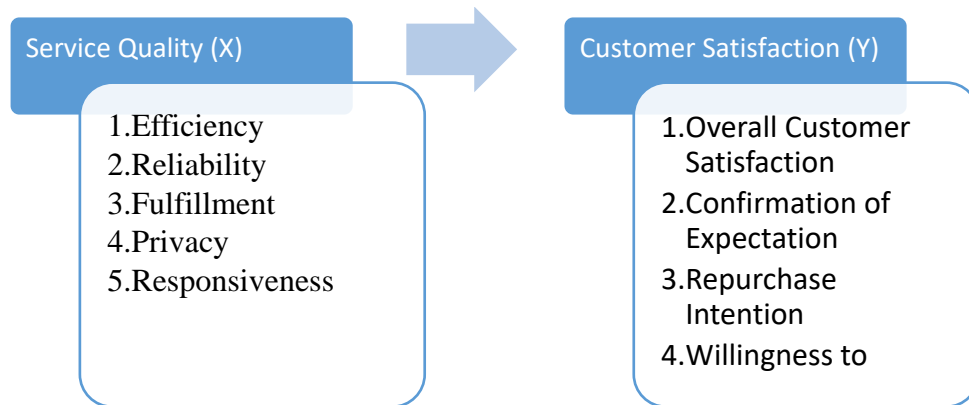 Service Quality (X)
1.Efficiency
2.Reliability
3.Fulfillment
4.Privacy
5.Responsiveness
Customer Satisfaction (Y)
1.Overall Customer
Satisfaction
2.Confirmation of
Expectation
3.Repurchase
Intention
4.Willingness to